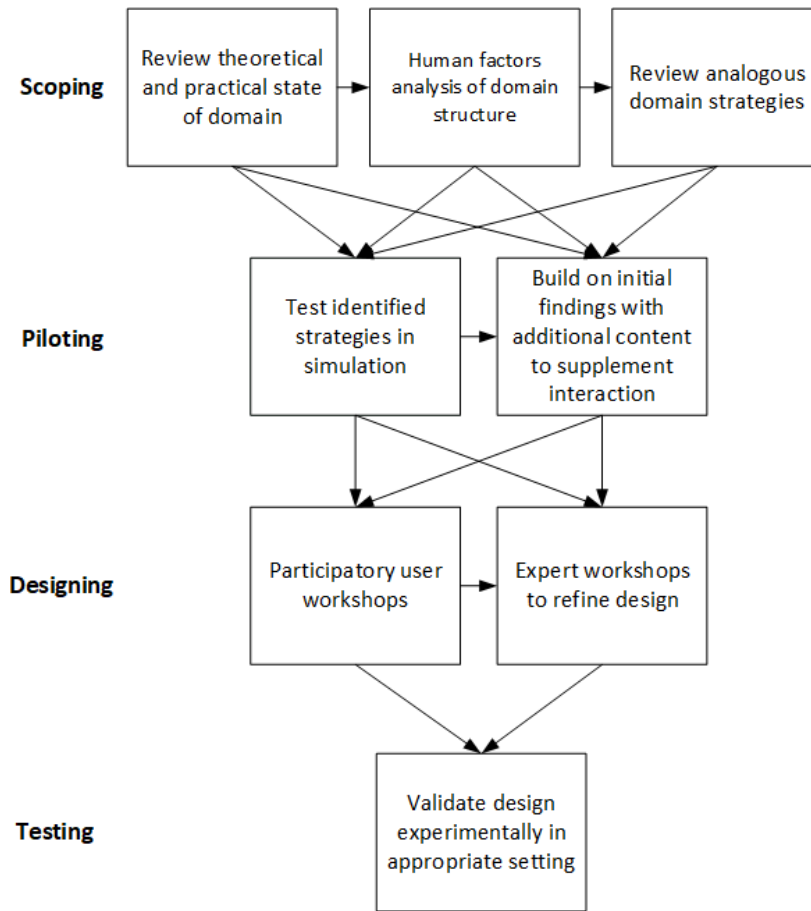 Scoping
Review theoretical
and practical state
of domain
Human factors
analysis of domain
structure
Review analogous
domain strategies
Piloting
Test identified
strategies in
simulation
Build on initial
findings with
additional content
to supplement
interaction
Designing
Participatory user
workshops
Expert workshops
to refine design
Testing
Validate design
experimentally in
appropriate setting